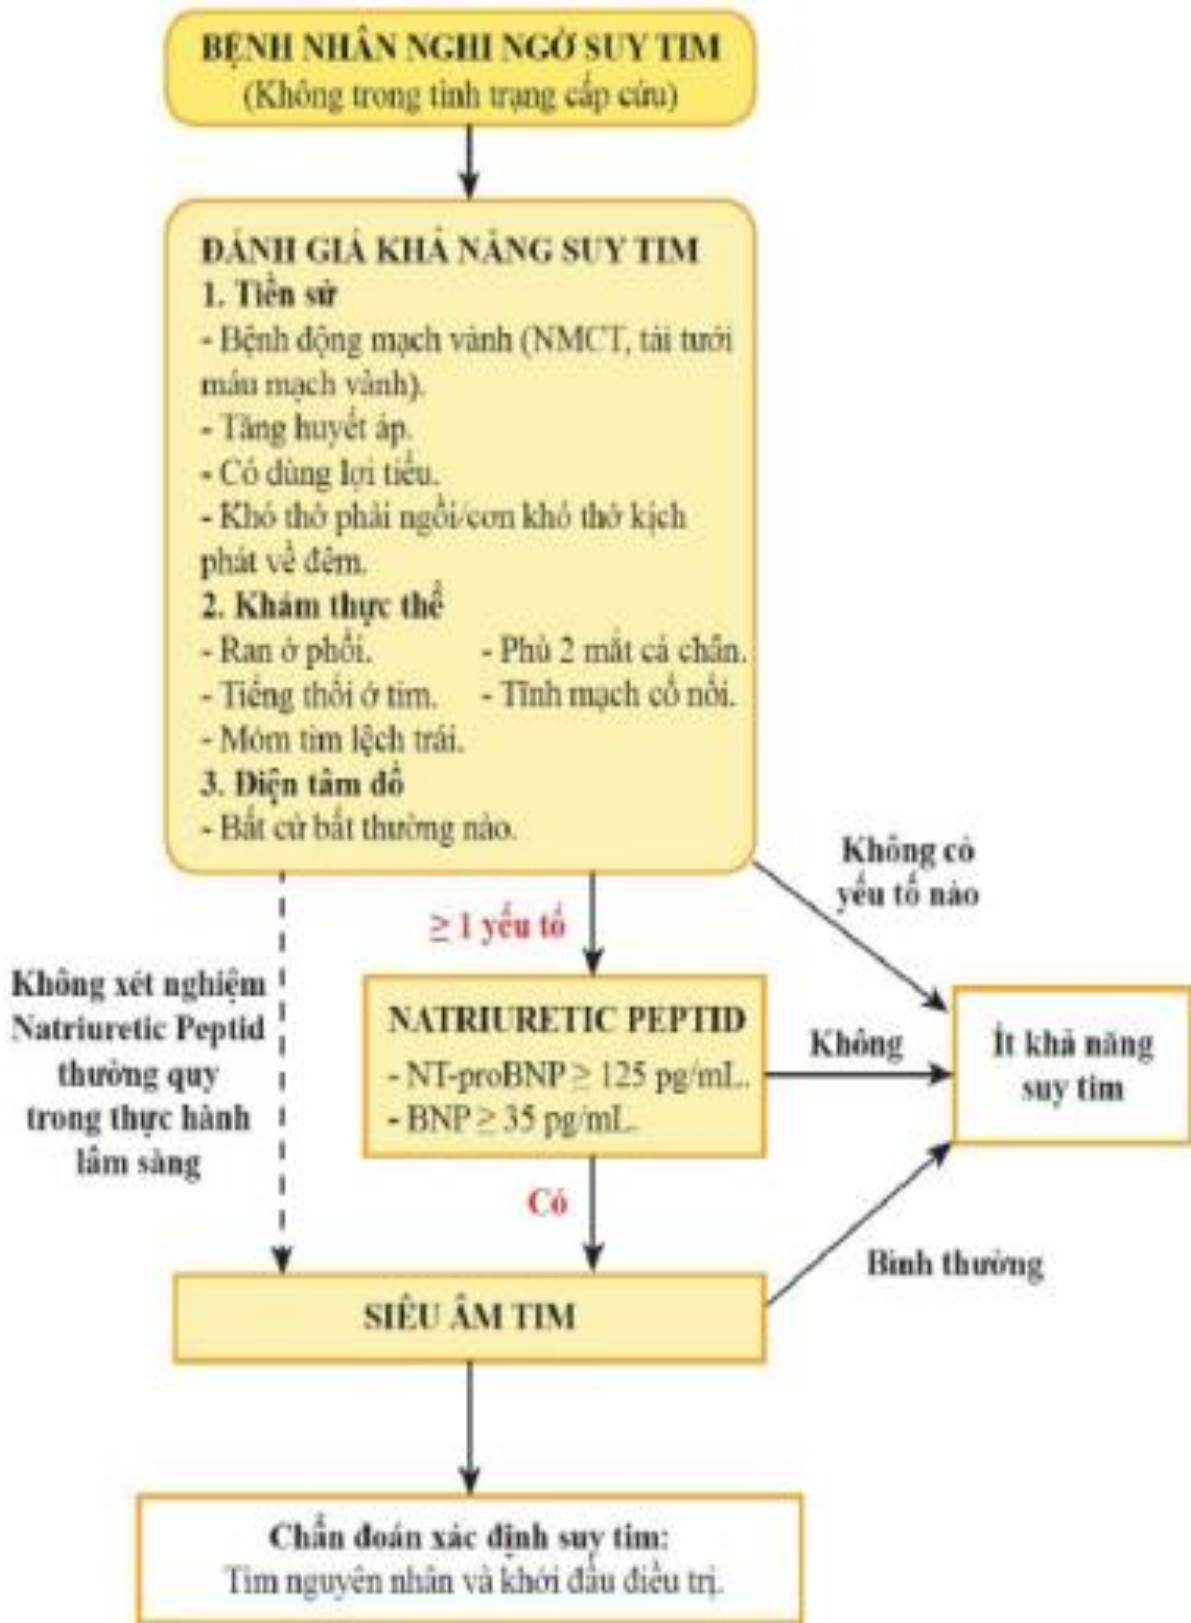 BỆNH NHÂN NGHI NGỜ SUY TIM
(Không trong tình trạng cấp cứu)
ĐÁNH GIÁ KHẢ NĂNG SUY TIM
1. Tiền sử
- Bệnh động mạch vành (NMCT, tái tưới
máu mạch vành).
- Tăng huyết áp.
- Có dùng lợi tiểu.
- Khó thở phải ngồi/cơn khó thở kịch
phát về đêm.
2. Khám thực thể
- Ran ở phổi. - Phù 2 mắt cá chân.
- Tiếng thổi ở tim. - Tĩnh mạch cổ nổi.
- Mỏm tim lệch trái.
3. Điện tâm đồ
- Bất cứ bất thường nào.
Không có
yếu tố nào
≥ 1 yếu tố
Không xét nghiệm
Natriuretic Peptid
thường quy
trong thực hành
lâm sàng
NATRIURETIC PEPTID
- NT-proBNP ≥ 125 pg/mL.
- BNP ≥ 35 pg/mL.
Không
Ít khả năng
suy tim
Có
Bình thường
SIÊU ÂM TIM
Chẩn đoán xác định suy tim:
Tìm nguyên nhân và khởi đầu điều trị.